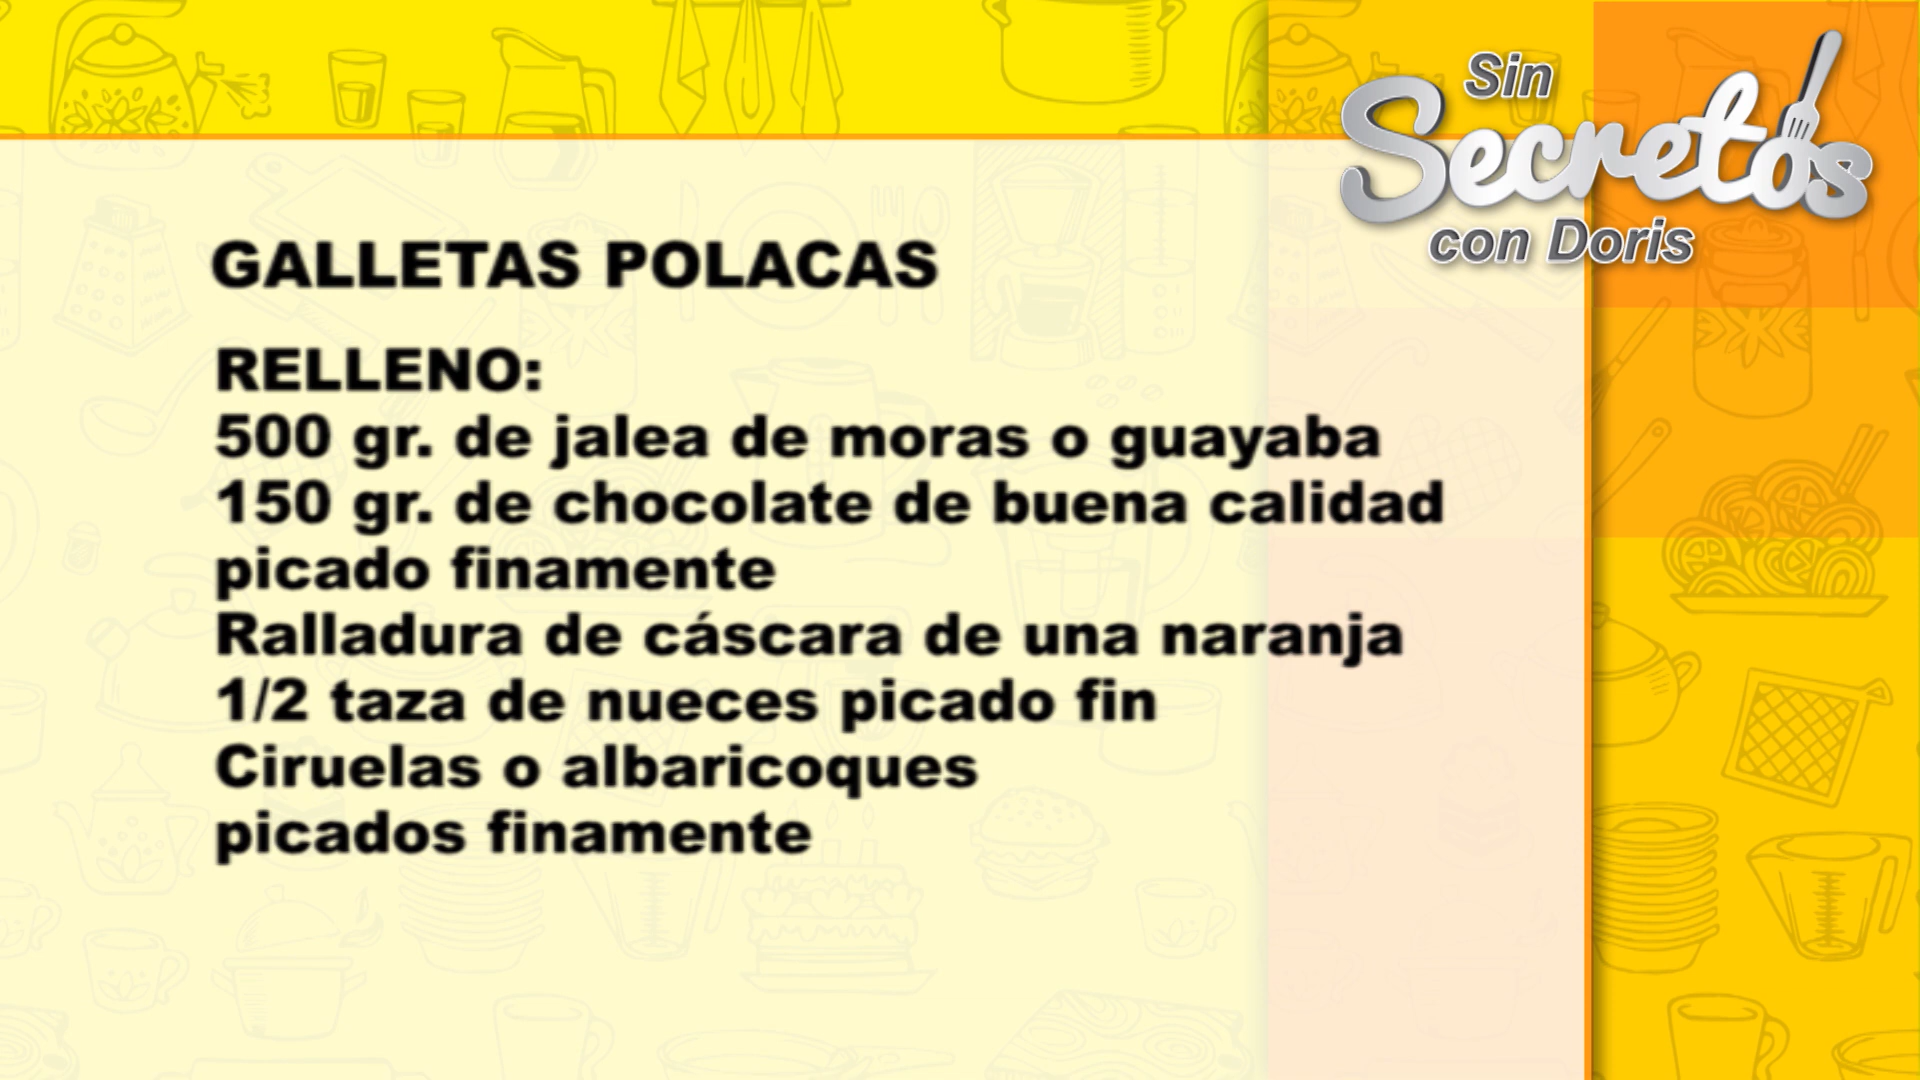 Sin
Secretos
con Doris
GALLETAS POLACAS
RELLENO:
500 gr. de jalea de moras o guayaba
150 gr. de chocolate de buena calidad
picado finamente
Ralladura de cáscara de una naranja
1/2 taza de nueces picado fin
Ciruelas o albaricoques
picados finamente